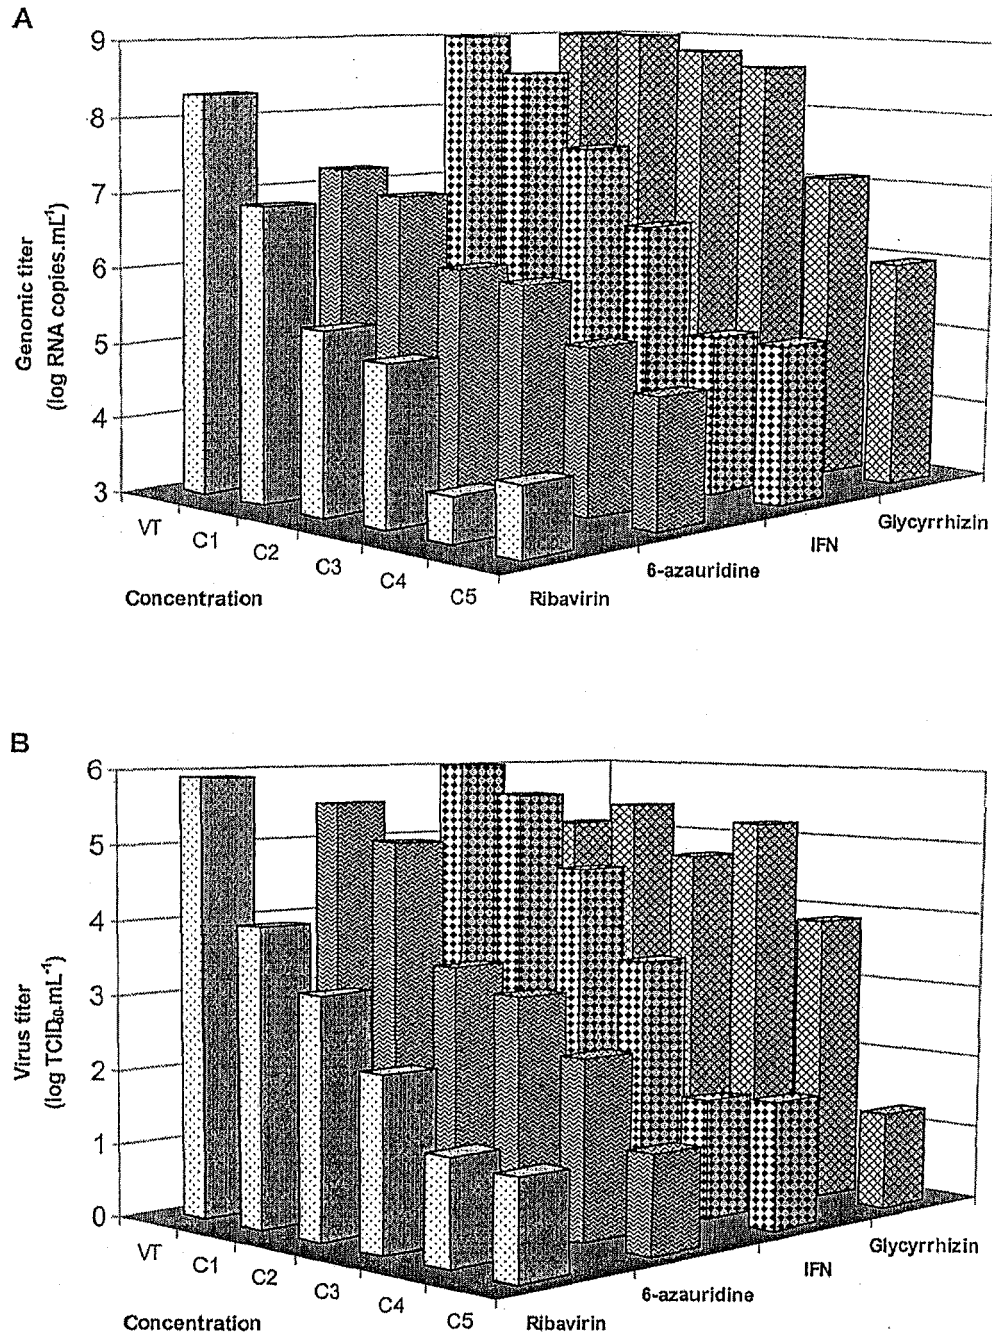 A
9
8
7
6
5
4
3
Genomic titer
(log RNA copies.mL-1)
VT
C1
C2
C3
C4
C5
Concentration
Ribavirin
6-azauridine
IFN
Glycyrrhizin
B
6
5
4
3
2
1
0
Virus titer
(log TCID50.mL-1)
VT
C1
C2
C3
C4
C5
Concentration
Ribavirin
6-azauridine
IFN
Glycyrrhizin